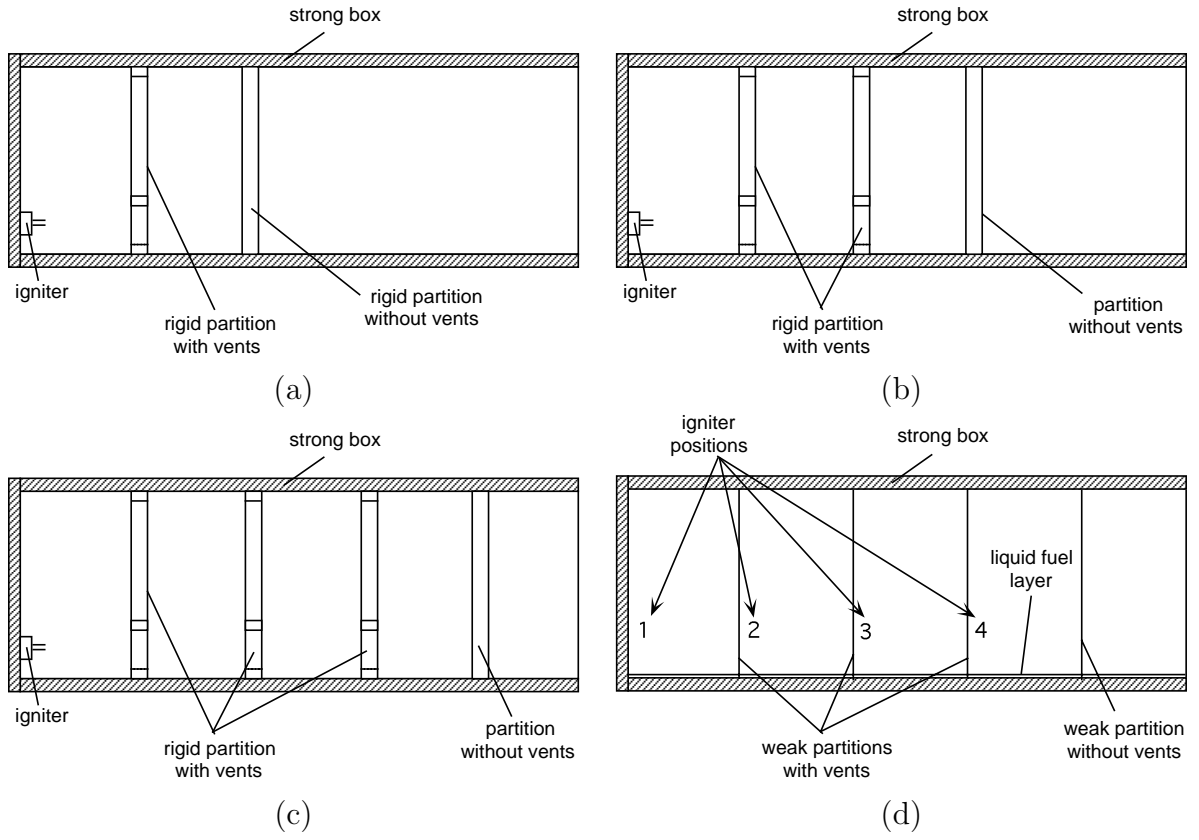 strong box
igniter
rigid partition
with vents
rigid partition
without vents
(a)
strong box
igniter
rigid partition
with vents
partition
without vents
(b)
strong box
igniter
rigid partition
with vents
partition
without vents
(c)
igniter
positions
strong box
liquid fuel
layer
1
2
3
4
weak partitions
with vents
weak partition
without vents
(d)